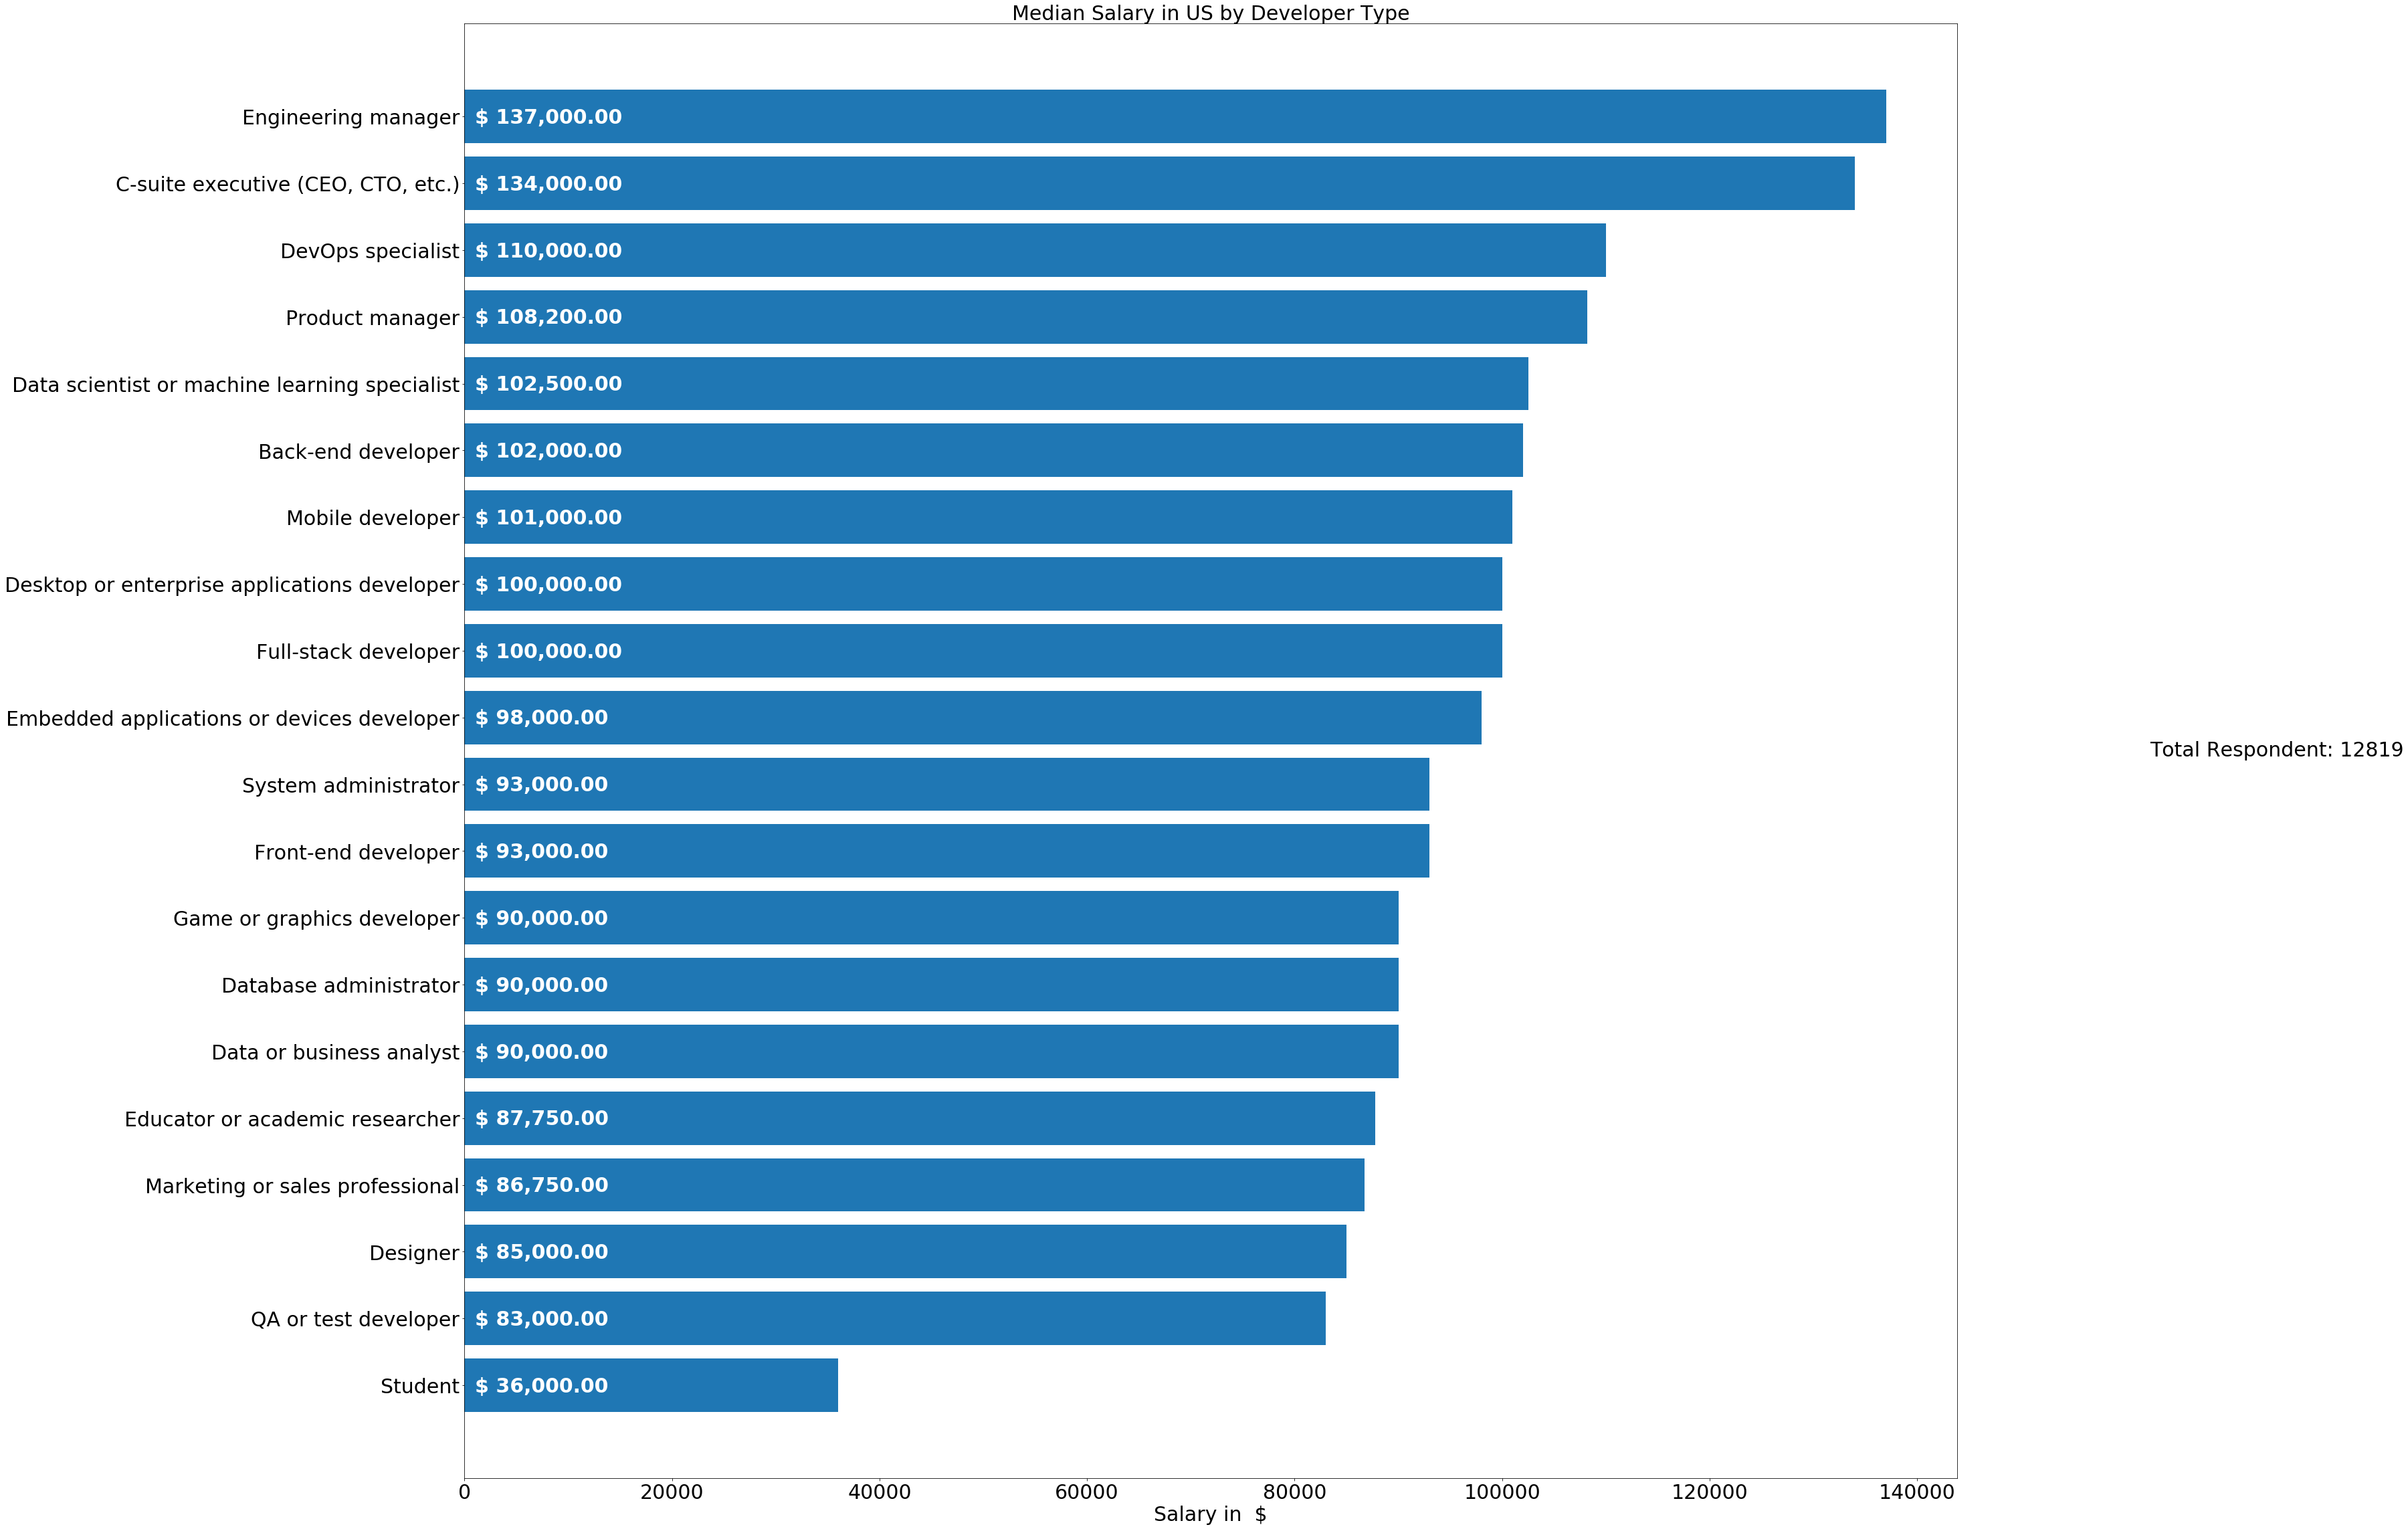 Median Salary in US by Developer Type
Engineering manager $ 137,000.00
C-suite executive (CEO, CTO, etc.) $ 134,000.00
DevOps specialist $ 110,000.00
Product manager $ 108,200.00
Data scientist or machine learning specialist $ 102,500.00
Back-end developer $ 102,000.00
Mobile developer $ 101,000.00
Desktop or enterprise applications developer $ 100,000.00
Full-stack developer $ 100,000.00
Embedded applications or devices developer $ 98,000.00
Total Respondent: 12819
System administrator $ 93,000.00
Front-end developer $ 93,000.00
Game or graphics developer $ 90,000.00
Database administrator $ 90,000.00
Data or business analyst $ 90,000.00
Educator or academic researcher $ 87,750.00
Marketing or sales professional $ 86,750.00
Designer $ 85,000.00
QA or test developer $ 83,000.00
Student $ 36,000.00
0 20000 40000 60000 80000 100000 120000 140000
Salary in  $